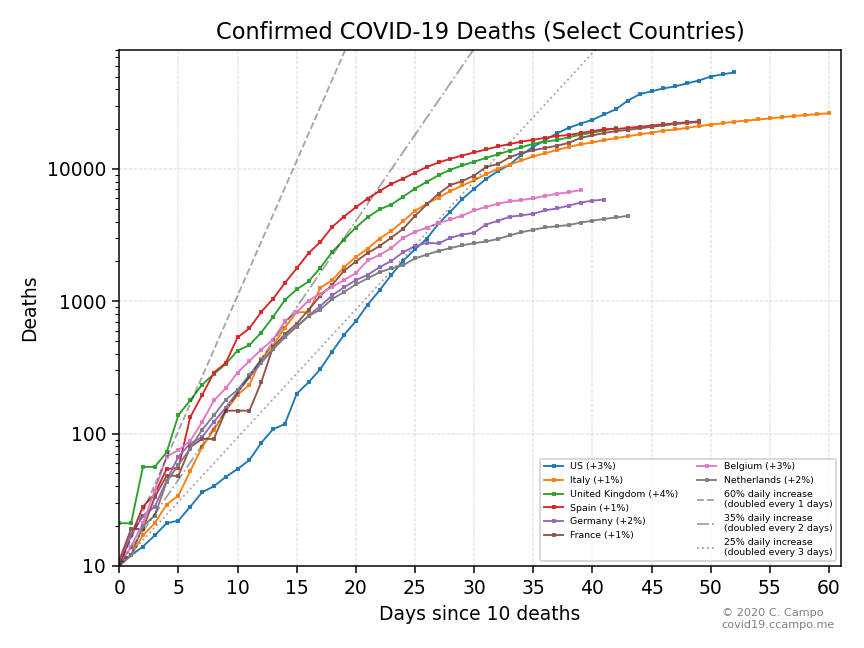 Confirmed COVID-19 Deaths (Select Countries)
Deaths
10000
1000
100
10
0 5 10 15 20 25 30 35 40 45 50 55 60
Days since 10 deaths
US (+3%)
Italy (+1%)
United Kingdom (+4%)
Spain (+1%)
Germany (+2%)
France (+1%)
Belgium (+3%)
Netherlands (+2%)
60% daily increase
(doubled every 1 days)
35% daily increase
(doubled every 2 days)
25% daily increase
(doubled every 3 days)
© 2020 C. Campo
covid19.ccampo.me